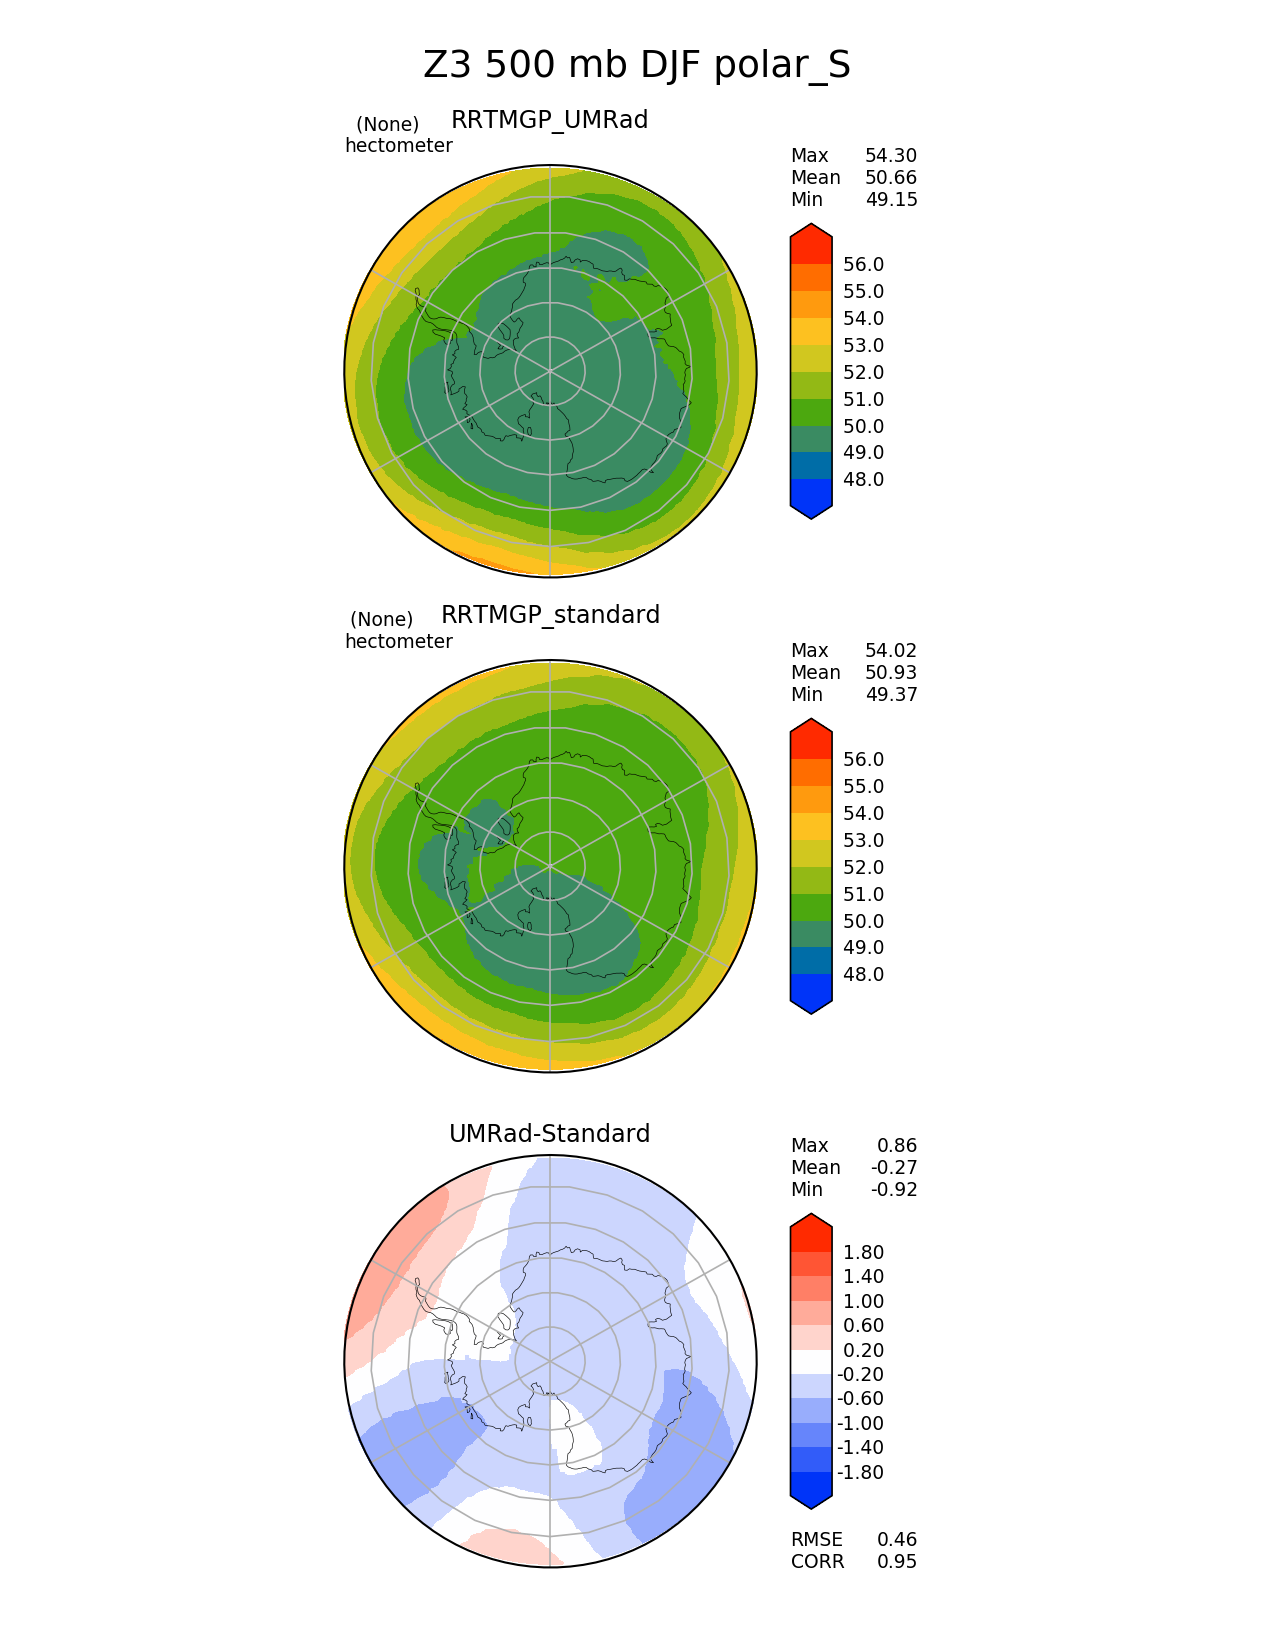 Z3 500 mb DJF polar_S
(None) RRTMGP_UMRad
hectometer
Max 54.30
Mean 50.66
Min 49.15
56.0
55.0
54.0
53.0
52.0
51.0
50.0
49.0
48.0
(None) RRTMGP_standard
hectometer
Max 54.02
Mean 50.93
Min 49.37
56.0
55.0
54.0
53.0
52.0
51.0
50.0
49.0
48.0
UMRad-Standard
Max 0.86
Mean -0.27
Min -0.92
1.80
1.40
1.00
0.60
0.20
-0.20
-0.60
-1.00
-1.40
-1.80
RMSE 0.46
CORR 0.95